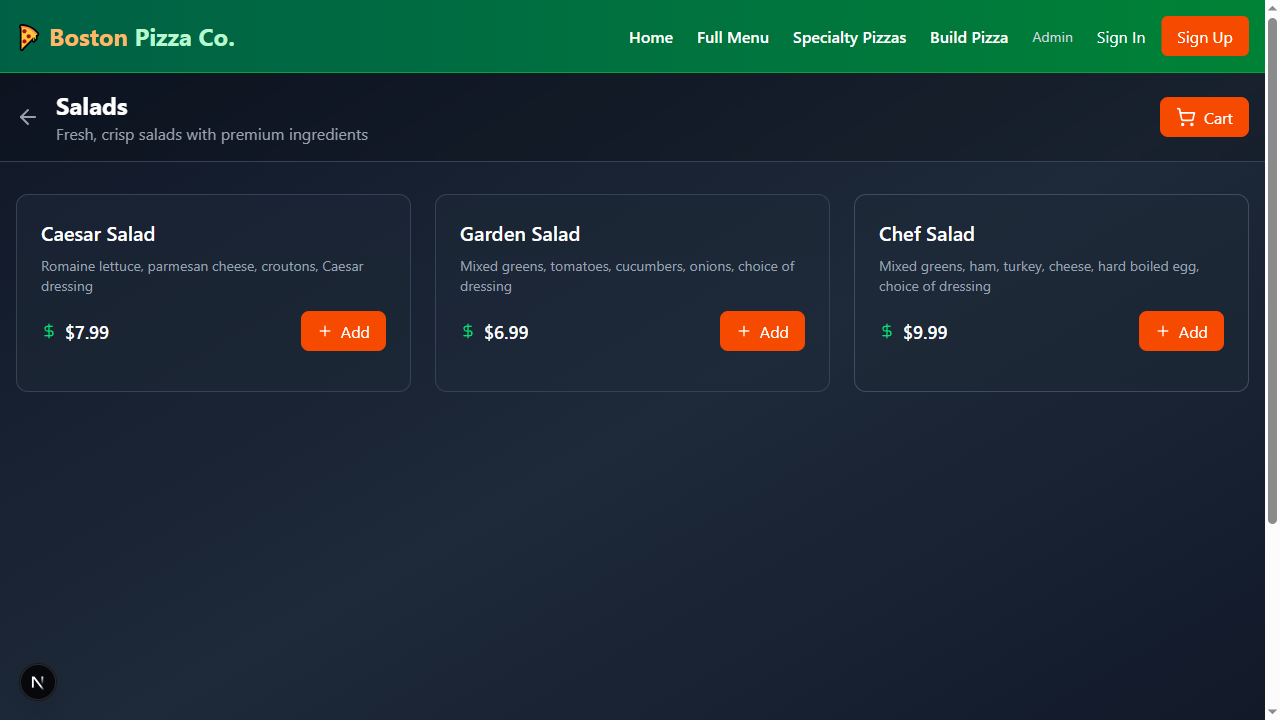 Boston Pizza Co.
Home
Full Menu
Specialty Pizzas
Build Pizza
Admin
Sign In
Sign Up
Salads
Fresh, crisp salads with premium ingredients
Cart
Caesar Salad
Romaine lettuce, parmesan cheese, croutons, Caesar
dressing
$7.99
+ Add
Garden Salad
Mixed greens, tomatoes, cucumbers, onions, choice of
dressing
$6.99
+ Add
Chef Salad
Mixed greens, ham, turkey, cheese, hard boiled egg,
choice of dressing
$9.99
+ Add
N